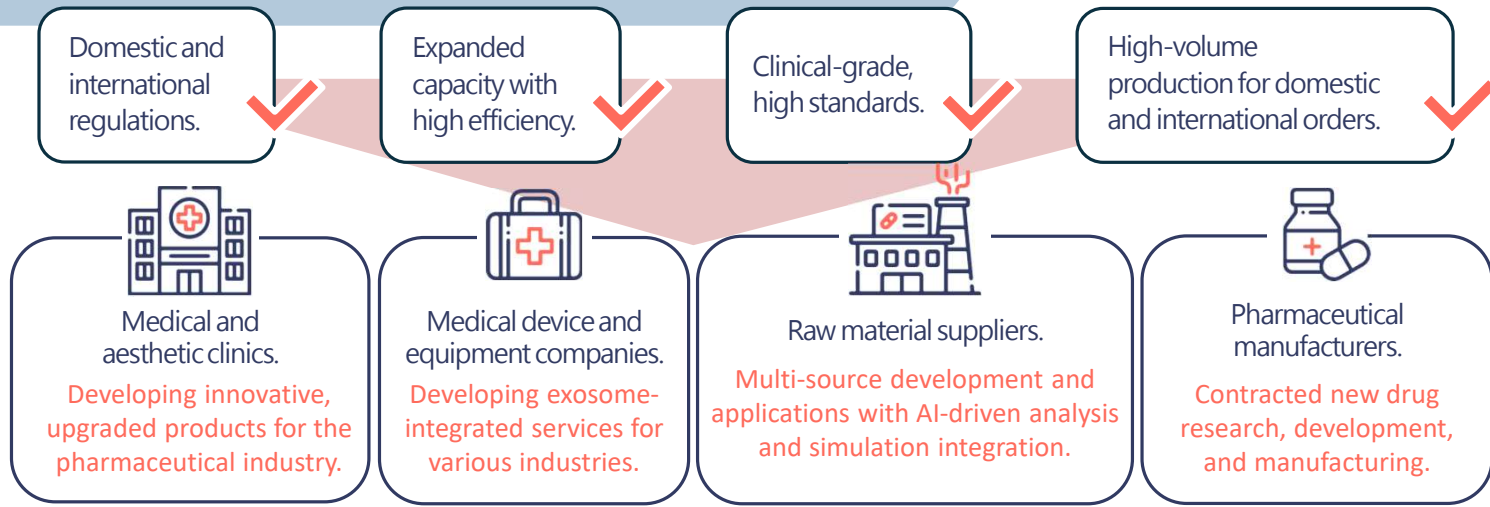 Domestic and
international
regulations.
Expanded
capacity with
high efficiency.
Clinical-grade,
high standards.
High-volume
production for domestic
and international orders.
Medical and
aesthetic clinics.
Developing innovative,
upgraded products for the
pharmaceutical industry.
Medical device and
equipment companies.
Developing exosome-
integrated services for
various industries.
Raw material suppliers.
Multi-source development and
applications with AI-driven analysis
and simulation integration.
Pharmaceutical
manufacturers.
Contracted new drug
research, development,
and manufacturing.